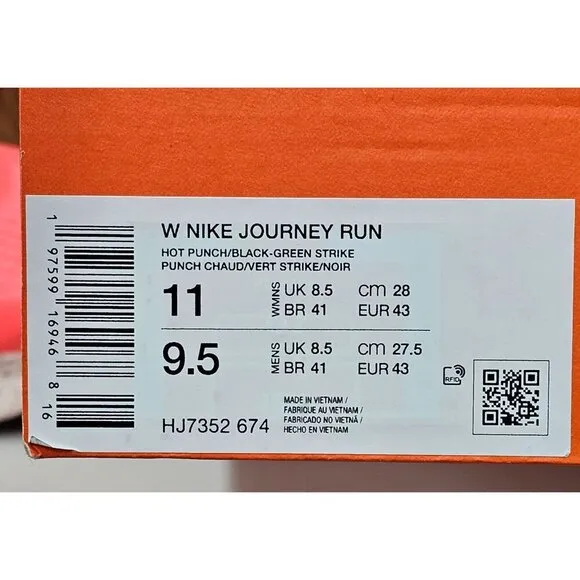 W NIKE JOURNEY RUN
HOT PUNCH/BLACK-GREEN STRIKE
PUNCH CHAUD/VERT STRIKE/NOIR
11 WMNS UK 8.5 cm 28
BR 41 EUR 43
9.5 MENS UK 8.5 cm 27.5
BR 41 EUR 43
RFID
HJ7352 674
MADE IN VIETNAM /
FABRIQUE AU VIETNAM /
FABRICADO NO VIETNÃ /
HECHO EN VIETNAM
1 97599 16946 8 16